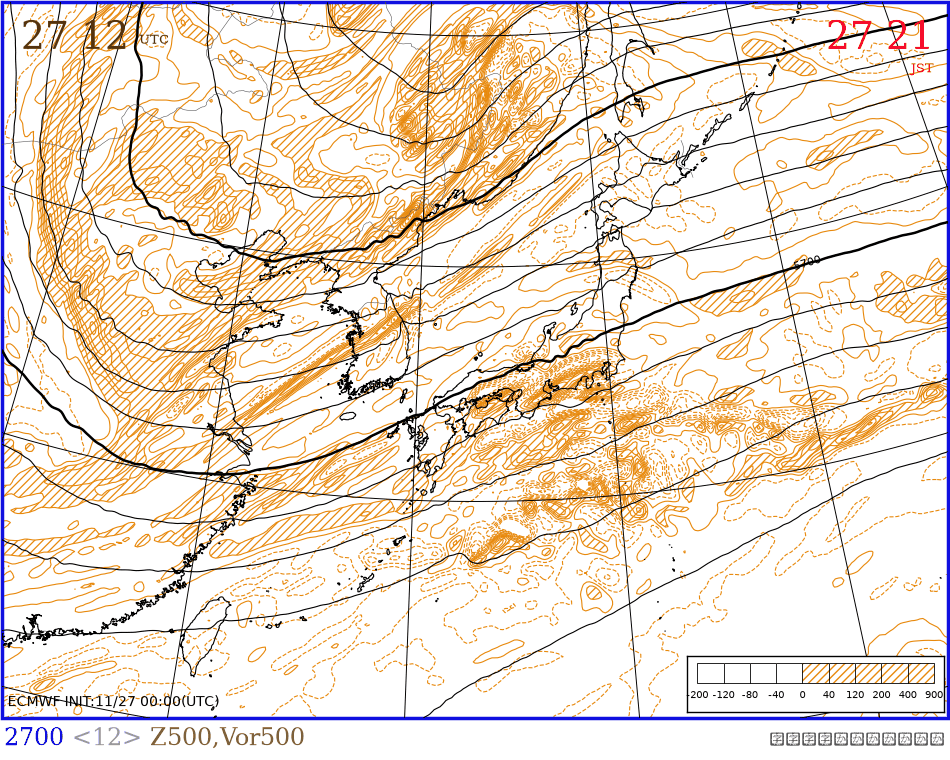 27 12 UTC
27 21
JST
5700
ECMWF INIT:11/27 00:00(UTC)
-200 -120 -80 -40 0 40 120 200 400 900
2700 <12> Z500,Vor500